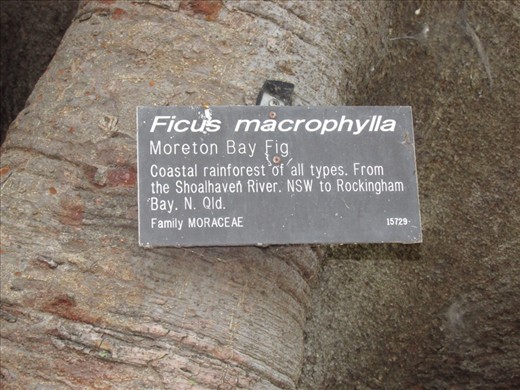 Ficus macrophylla
Moreton Bay Fig
Coastal rainforest of all types. From
the Shoalhaven River. NSW to Rockingham
Bay. N. Qld.
Family MORACEAE 15729